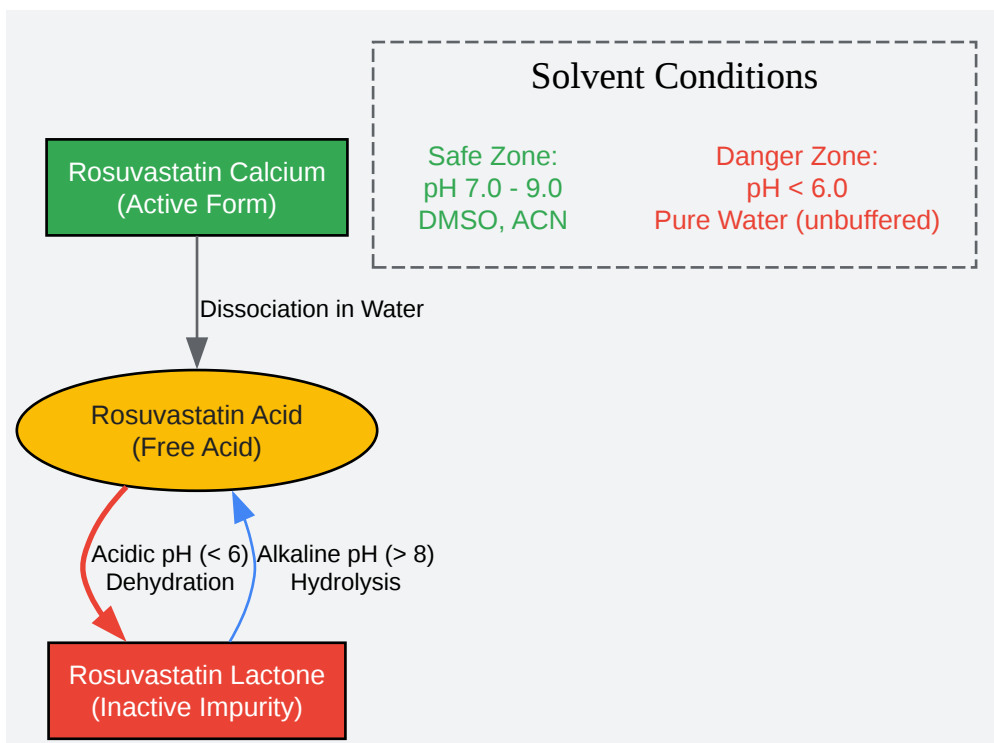 Solvent Conditions
Safe Zone:
pH 7.0 - 9.0
DMSO, ACN
Danger Zone:
pH < 6.0
Pure Water (unbuffered)
Rosuvastatin Calcium
(Active Form)
Dissociation in Water
Rosuvastatin Acid
(Free Acid)
Acidic pH (< 6)
Dehydration
Alkaline pH (> 8)
Hydrolysis
Rosuvastatin Lactone
(Inactive Impurity)